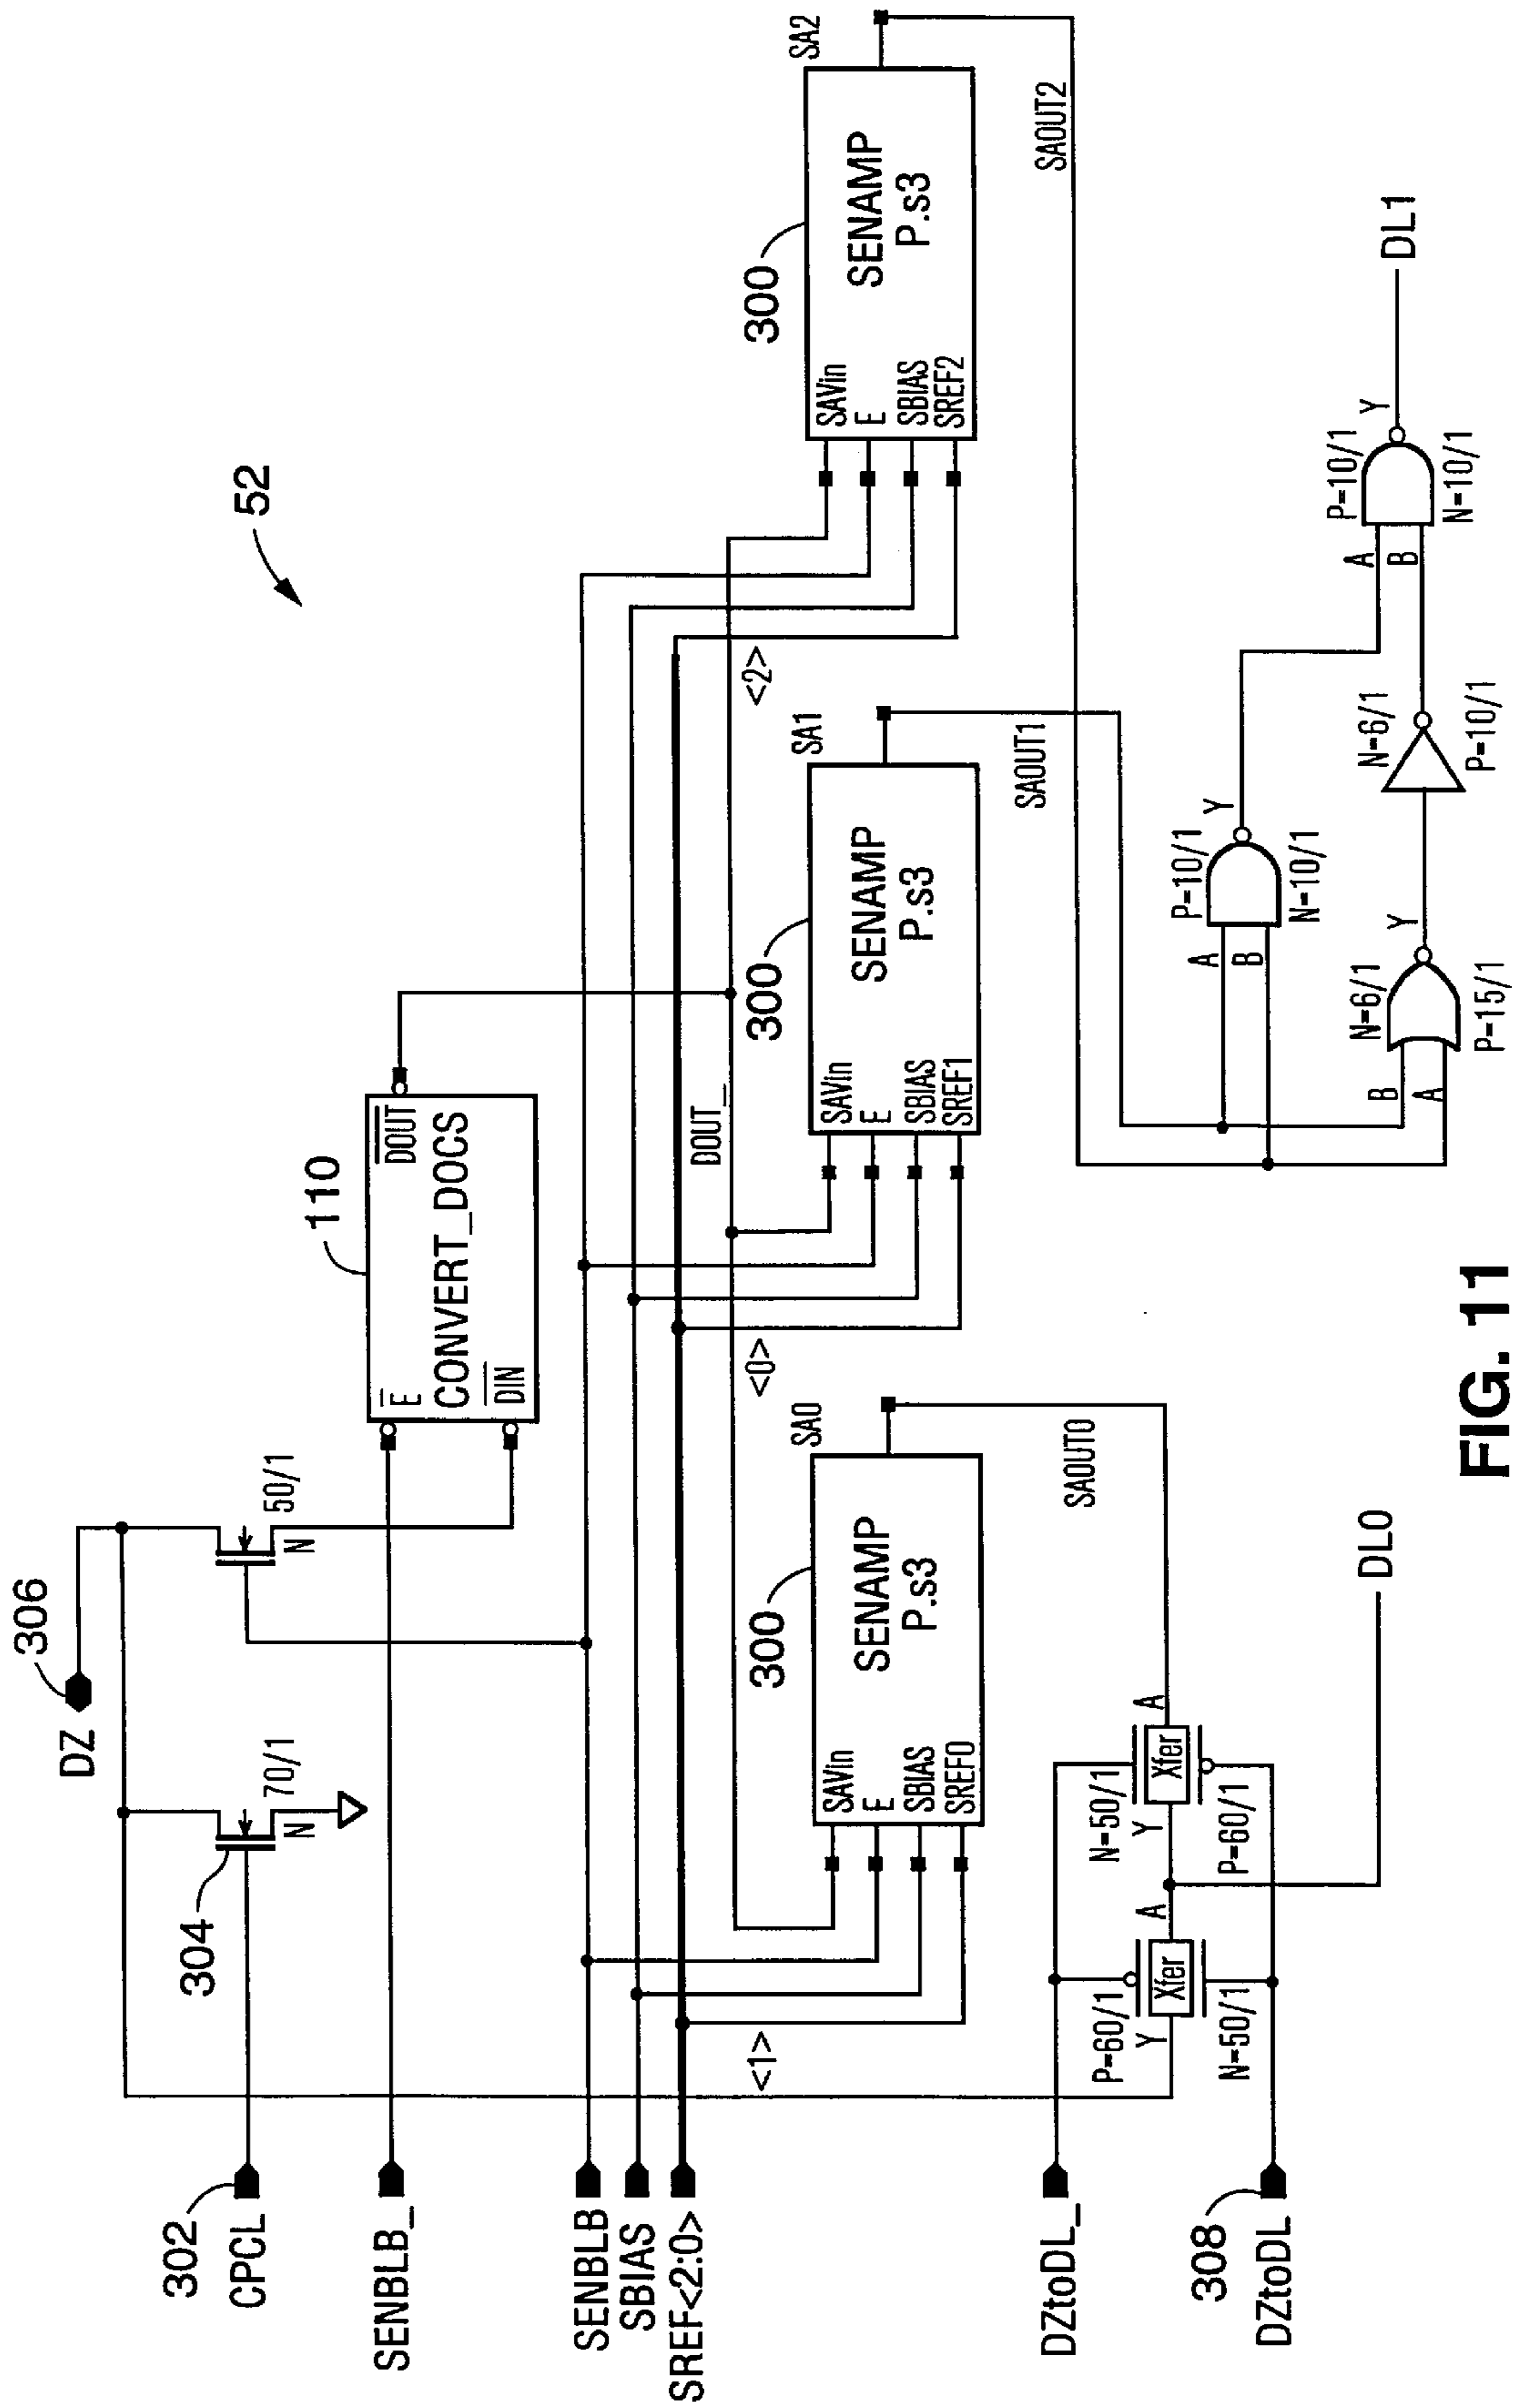 52
302
CPCL
SENBLB_
SENBLB
SBIAS
SREF<2:0>
DZtoDL_
308
DZtoDL
304
70/1
N
DZ
306
50/1
N
110
E
DIN
CONVERT_DOCS
DOUT
DOUT_
<1>
<0>
<2>
300
SAVin
E
SBIAS
SREF0
SENAMP
P.s3
SA0
SAOUT0
300
SAVin
E
SBIAS
SREF1
SENAMP
P.s3
SA1
SAOUT1
300
SAVin
E
SBIAS
SREF2
SENAMP
P.s3
SA2
SAOUT2
P=60/1
Y
Xfer
A
N=50/1
N=50/1
Y
Xfer
A
P=60/1
DL0
A
B
P=10/1
N=10/1
Y
B
A
N=6/1
P=15/1
Y
N=6/1
P=10/1
A
B
P=10/1
N=10/1
Y
DL1
FIG. 11